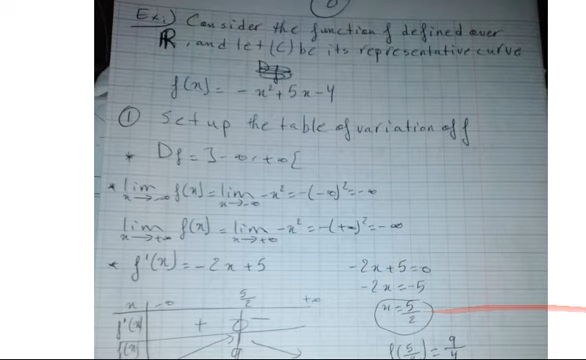 Ex:) Consider the function f defined over
ℝ, and let (C) be its representative curve
f(x) = -x²+5x-4
① Set up the table of variation of f
* Df = ]-∞, +∞[
* lim x→-∞ f(x) = lim x→-∞ -x² = -(-∞)² = -∞
lim x→+∞ f(x) = lim x→+∞ -x² = -(+∞)² = -∞
* f'(x) = -2x+5
-2x+5=0
-2x=-5
x=5/2
f(5/2) = 9/4
x -∞ 5/2 +∞
f'(x) + 0 -
f(x)